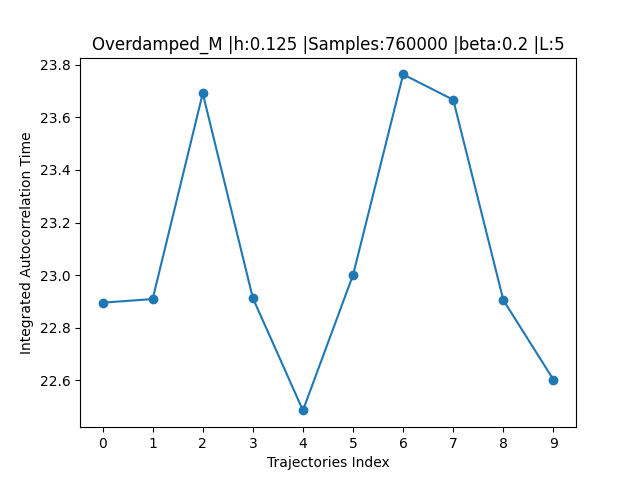 Overdamped_M |h:0.125 |Samples:760000 |beta:0.2 |L:5
23.8
23.6
23.4
23.2
23.0
22.8
22.6
Integrated Autocorrelation Time
0 1 2 3 4 5 6 7 8 9
Trajectories Index